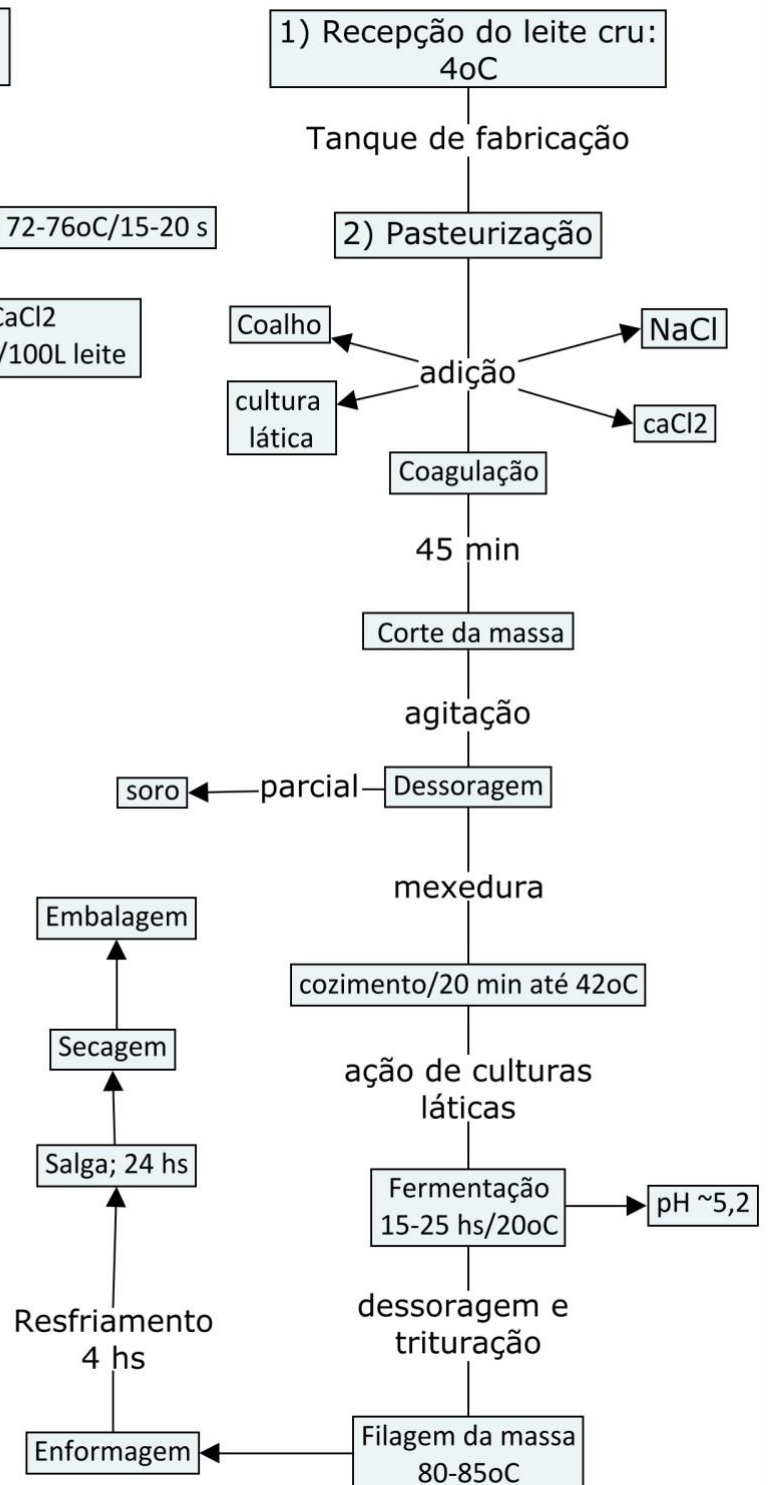 1) Recepção do leite cru:
4oC
Tanque de fabricação
72-76oC/15-20 s
2) Pasteurização
CaCl2
/100L leite
Coalho
NaCl
adição
cultura
lática
caCl2
Coagulação
45 min
Corte da massa
agitação
soro
parcial
Dessoragem
mexedura
Embalagem
cozimento/20 min até 42oC
Secagem
ação de culturas
láticas
Salga; 24 hs
Fermentação
15-25 hs/20oC
pH ~5,2
dessoragem e
trituração
Resfriamento
4 hs
Enformagem
Filagem da massa
80-85oC